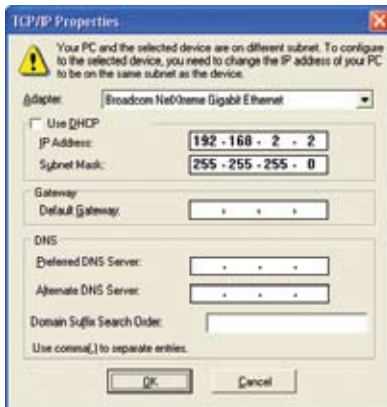 TCP/IP Properties
Your PC and the selected device are on different subnet. To configure
to the selected device, you need to change the IP address of your PC
to be on the same subnet as the device.
Adapter: Broadcom NetXtreme Gigabit Ethernet
Use DHCP
IP Address: 192 . 168 . 2 . 2
Subnet Mask: 255 . 255 . 255 . 0
Gateway
Default Gateway: . . .
DNS
Preferred DNS Server: . . .
Alternate DNS Server: . . .
Domain Suffix Search Order:
Use comma(,) to separate entries.
OK Cancel